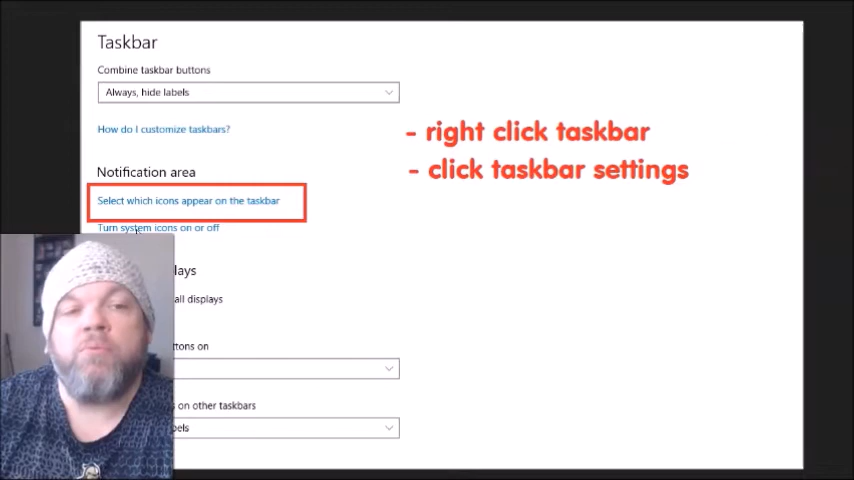 Taskbar
Combine taskbar buttons
Always, hide labels
How do I customize taskbars?
- right click taskbar
- click taskbar settings
Notification area
Select which icons appear on the taskbar
Turn system icons on or off
lays
all displays
ttons on
on other taskbars
bels